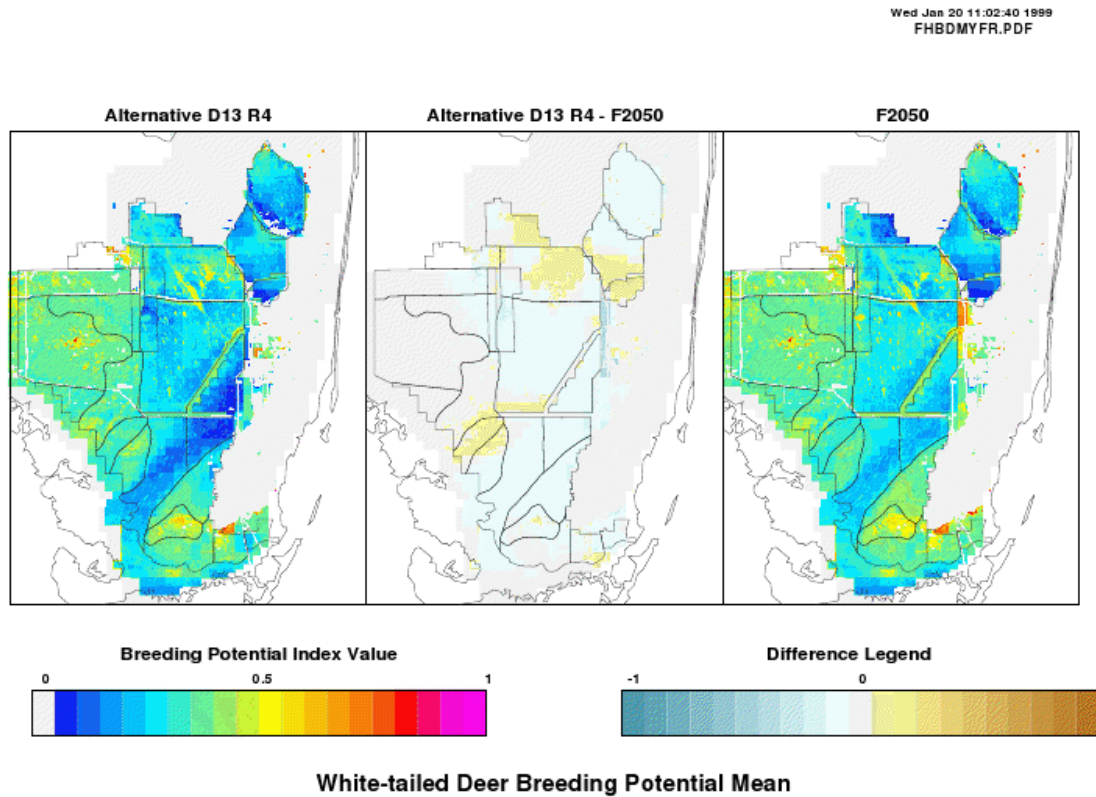 Wed Jan 20 11:02:40 1999
FHBDMYFR.PDF
Alternative D13 R4
Alternative D13 R4 - F2050
F2050
Breeding Potential Index Value
0 0.5 1
Difference Legend
-1 0
White-tailed Deer Breeding Potential Mean